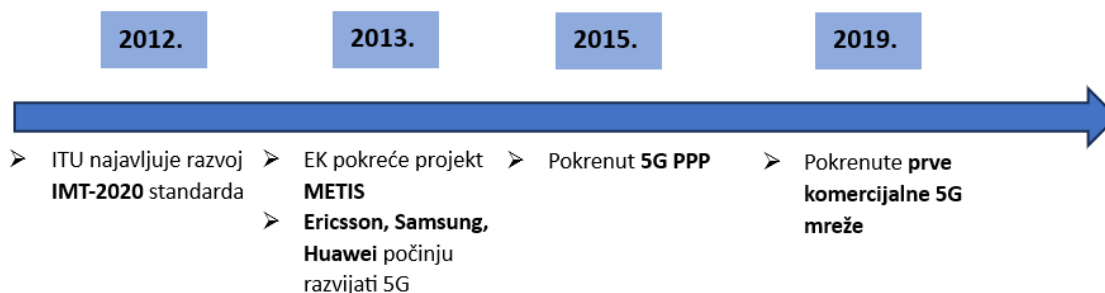 2012.
2013.
2015.
2019.
➢ ITU najavljuje razvoj
IMT-2020 standarda
➢ EK pokreće projekt
METIS
➢ Ericsson, Samsung,
Huawei počinju
razvijati 5G
➢ Pokrenut 5G PPP
➢ Pokrenute prve
komercijalne 5G
mreže